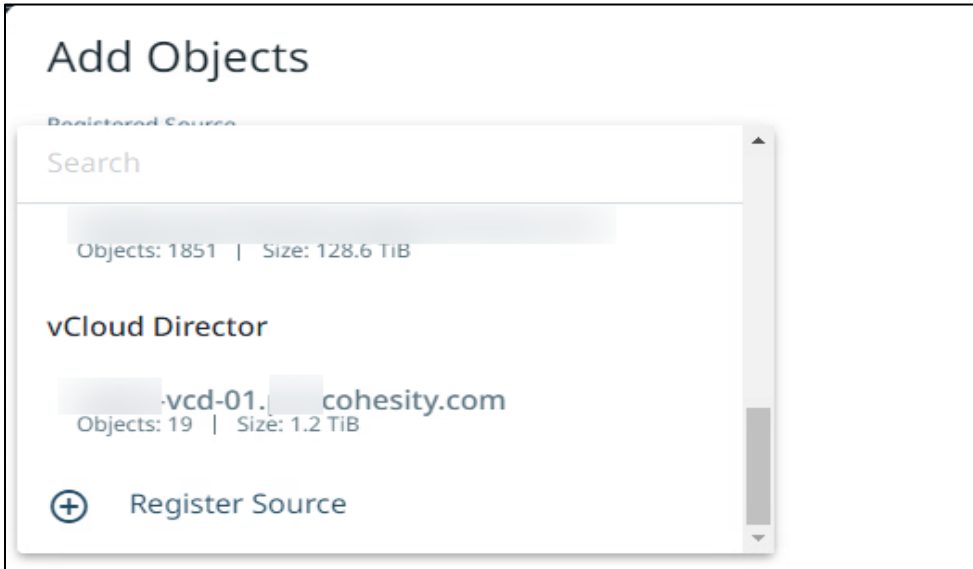 Add Objects
Registered Source
Search
Objects: 1851 | Size: 128.6 TiB
vCloud Director
-vcd-01. cohesity.com
Objects: 19 | Size: 1.2 TiB
Register Source